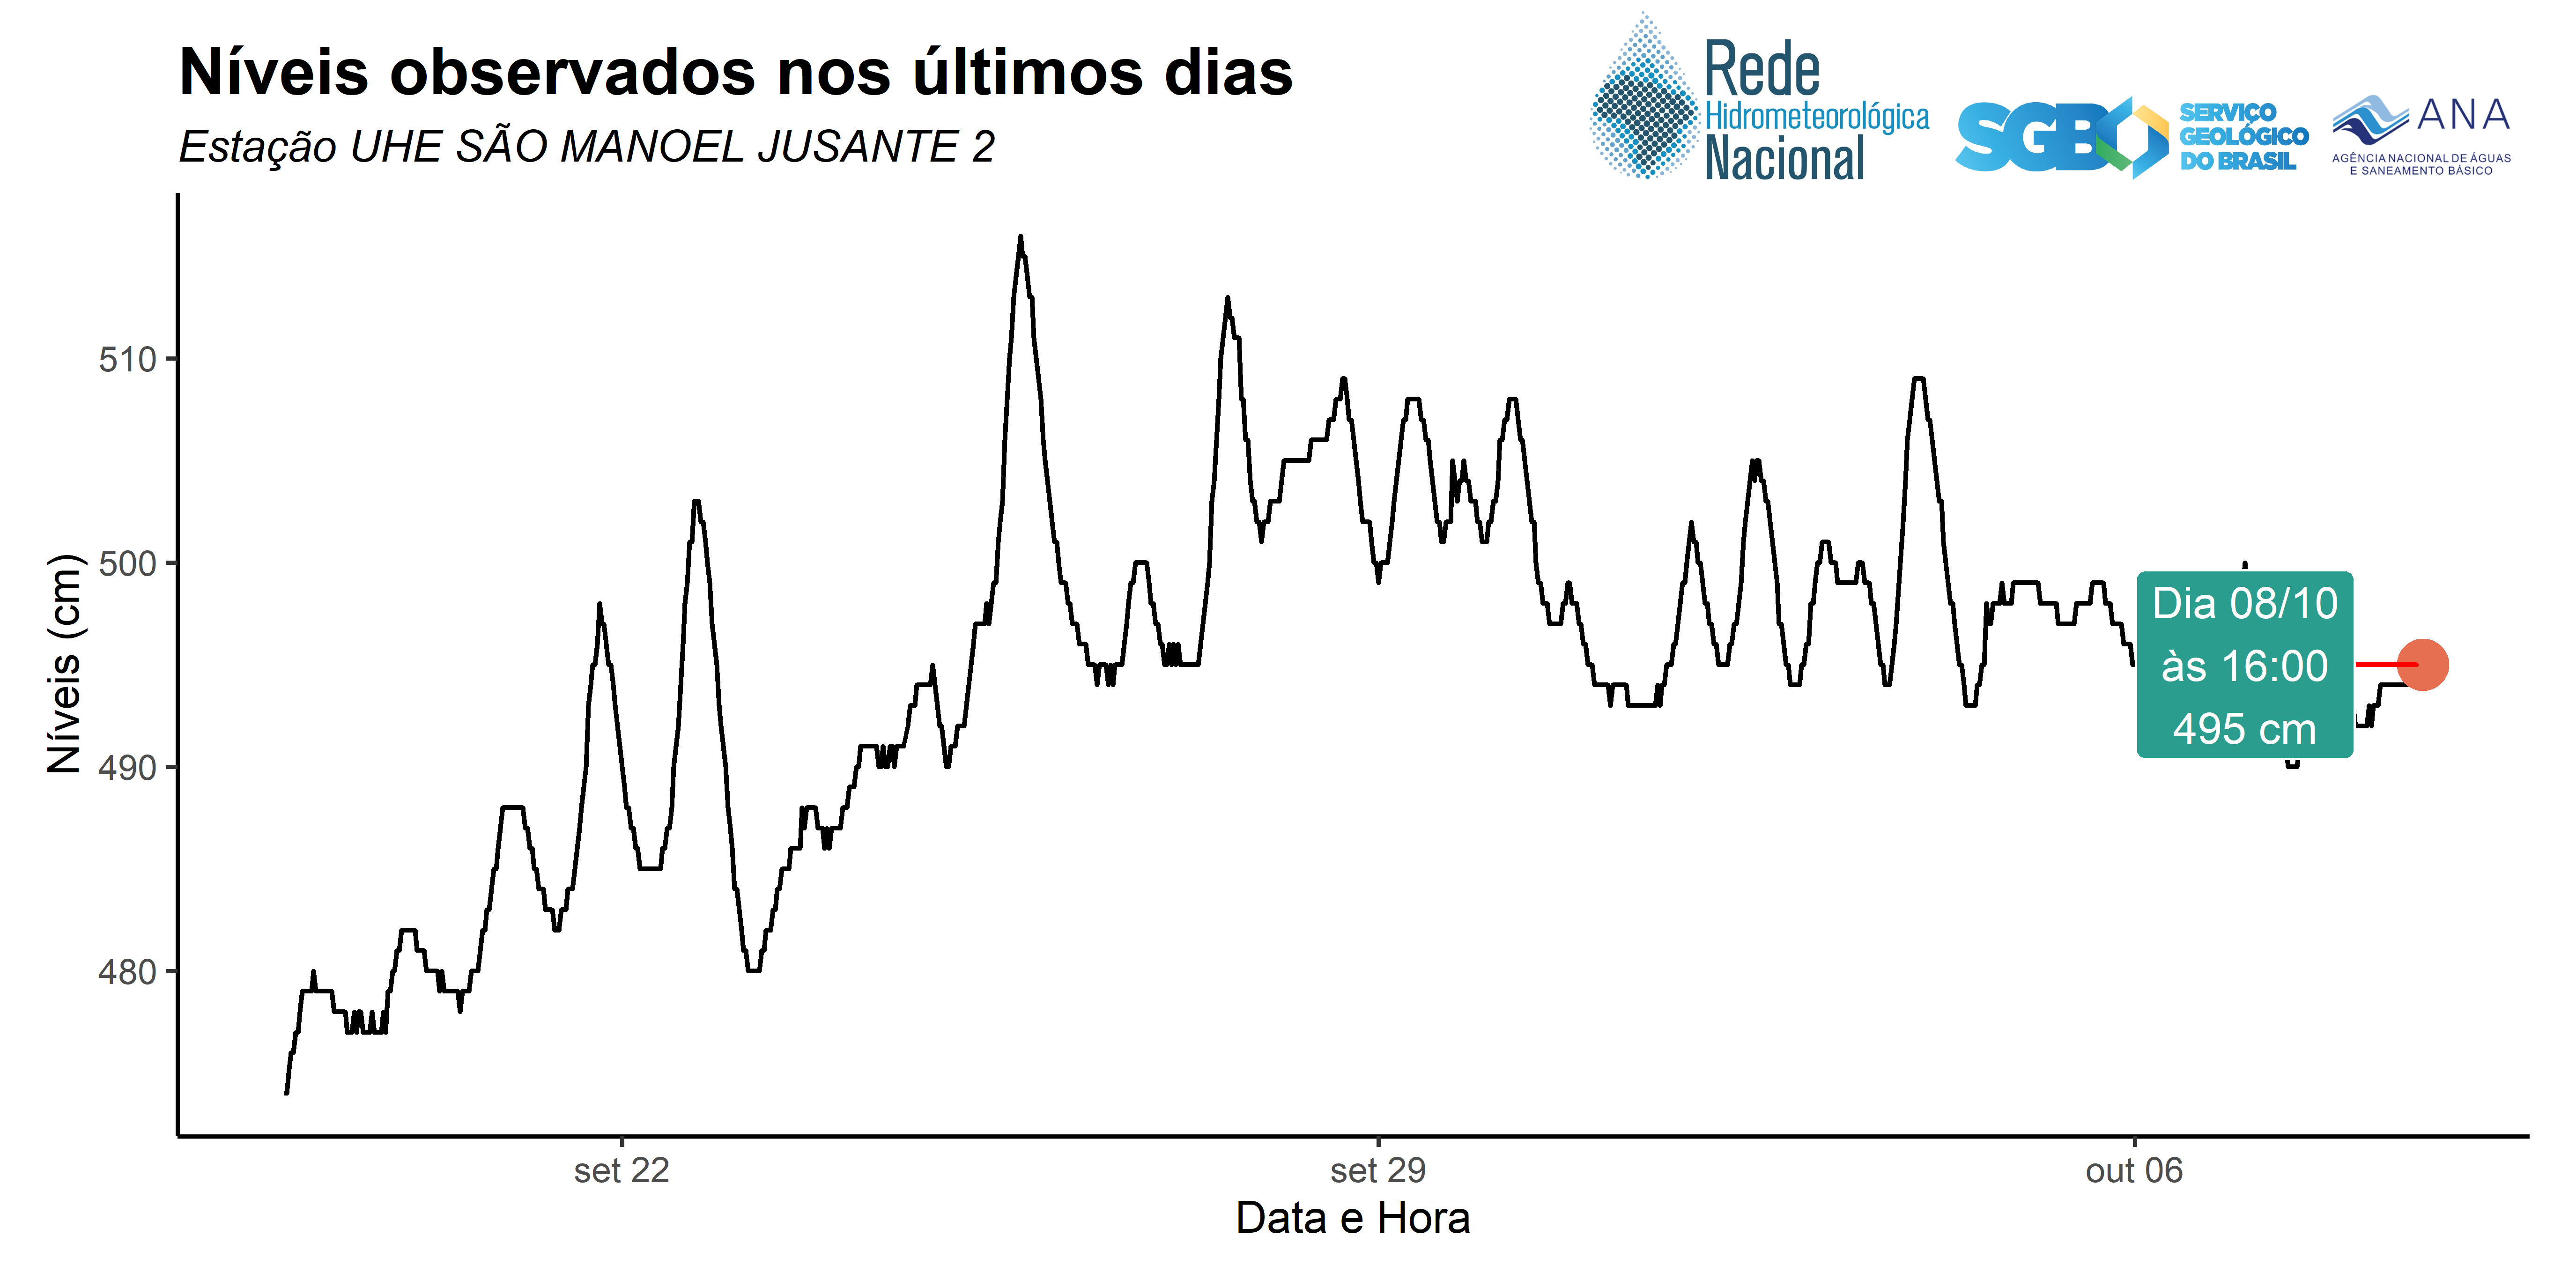 Níveis observados nos últimos dias
Estação UHE SÃO MANOEL JUSANTE 2
Rede
Hidrometeorológica
Nacional
SGB
SERVIÇO
GEOLÓGICO
DO BRASIL
ANA
AGÊNCIA NACIONAL DE ÁGUAS
E SANEAMENTO BÁSICO
Níveis (cm)
510
500
490
480
Dia 08/10
às 16:00
495 cm
set 22
set 29
out 06
Data e Hora